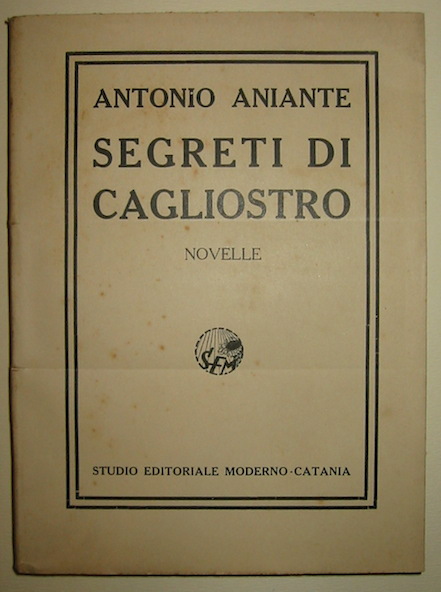 ANTONIO ANIANTE
SEGRETI DI
CAGLIOSTRO
NOVELLE
SEM
STUDIO EDITORIALE MODERNO-CATANIA